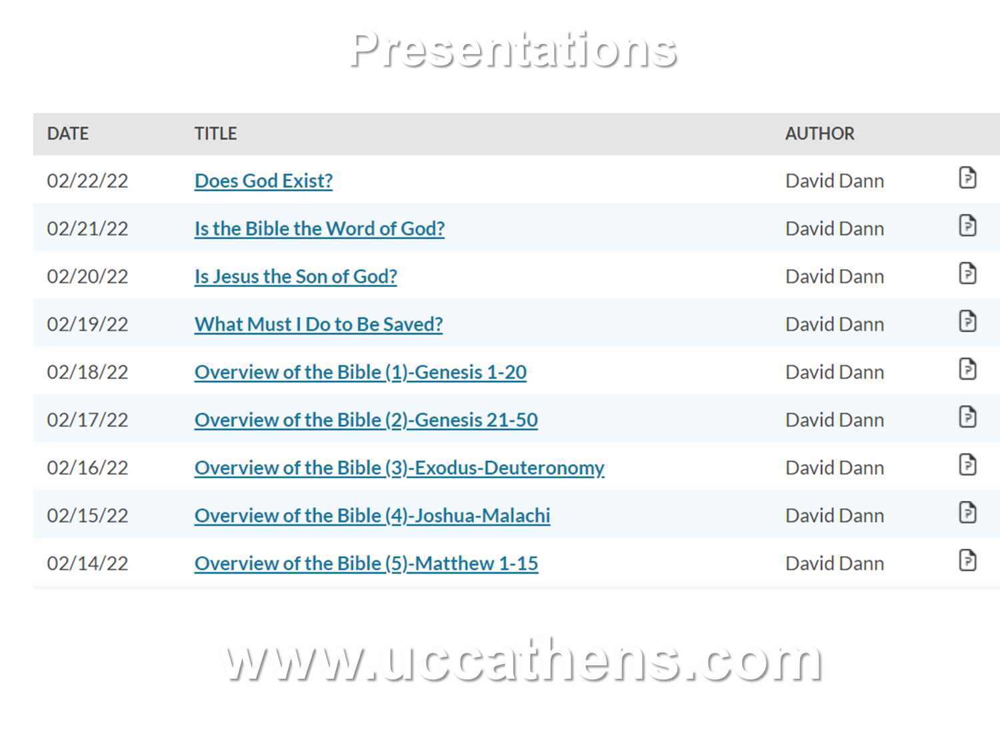 Presentations
DATE TITLE AUTHOR
02/22/22 Does God Exist? David Dann
02/21/22 Is the Bible the Word of God? David Dann
02/20/22 Is Jesus the Son of God? David Dann
02/19/22 What Must I Do to Be Saved? David Dann
02/18/22 Overview of the Bible (1)-Genesis 1-20 David Dann
02/17/22 Overview of the Bible (2)-Genesis 21-50 David Dann
02/16/22 Overview of the Bible (3)-Exodus-Deuteronomy David Dann
02/15/22 Overview of the Bible (4)-Joshua-Malachi David Dann
02/14/22 Overview of the Bible (5)-Matthew 1-15 David Dann
www.uccathens.com